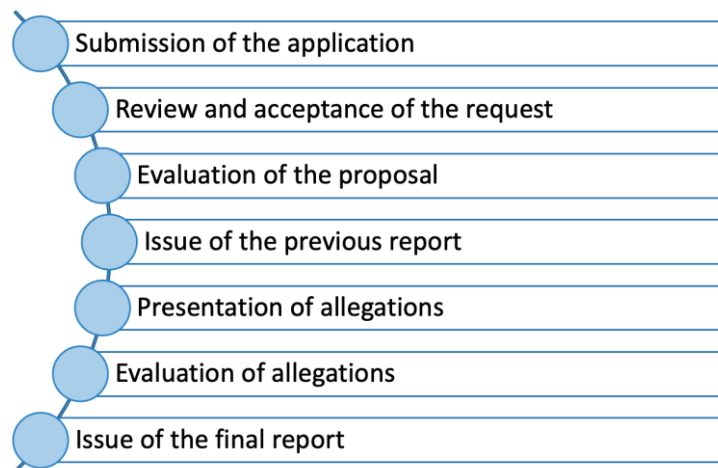 Submission of the application
Review and acceptance of the request
Evaluation of the proposal
Issue of the previous report
Presentation of allegations
Evaluation of allegations
Issue of the final report